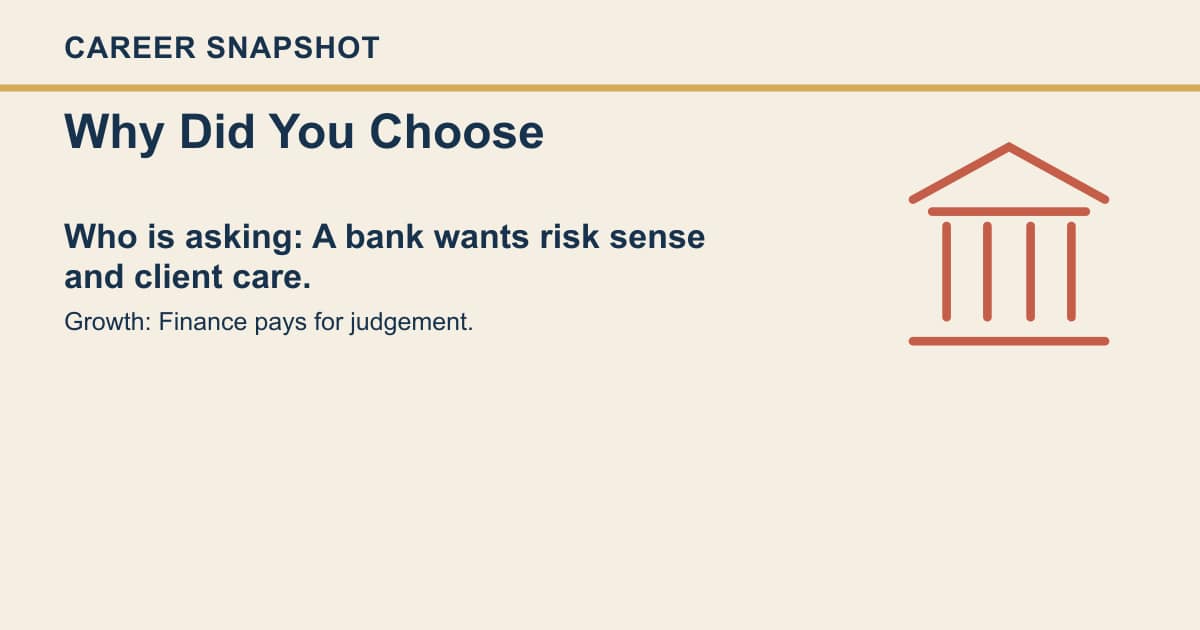 CAREER SNAPSHOT
Why Did You Choose
Who is asking: A bank wants risk sense
and client care.
Growth: Finance pays for judgement.